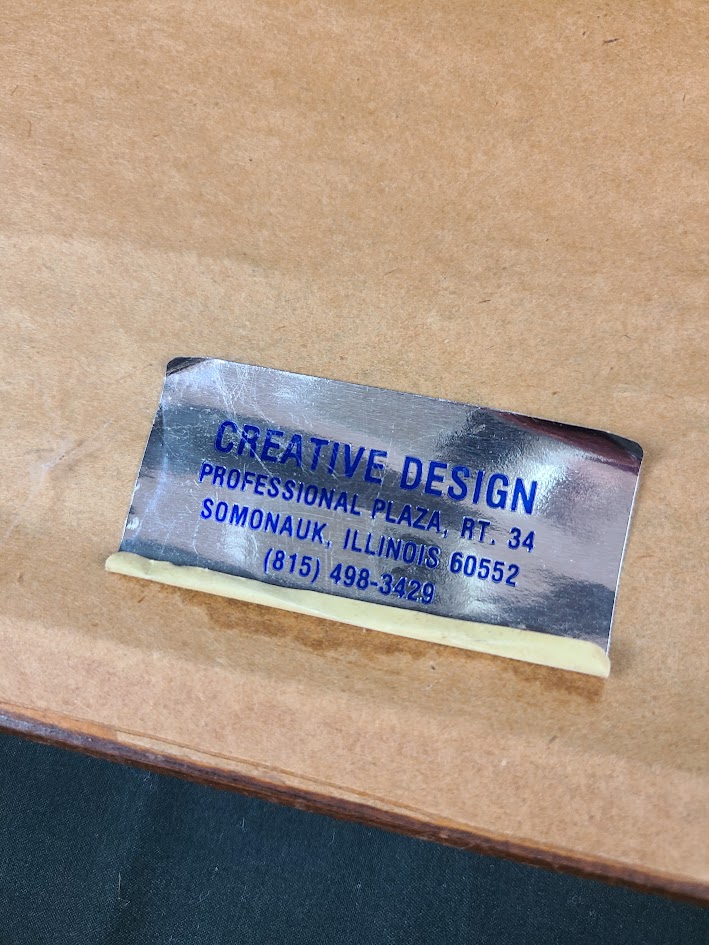 CREATIVE DESIGN
PROFESSIONAL PLAZA, RT. 34
SOMONAUK, ILLINOIS 60552
(815) 498-3429